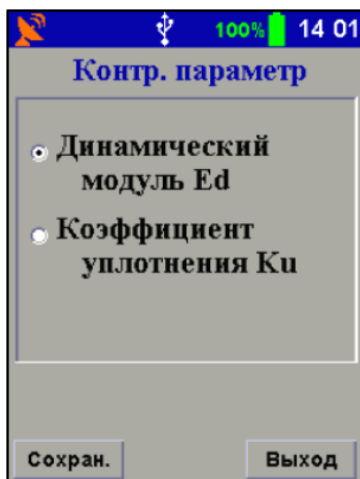 100% 14 01
Контр. параметр
Динамический
модуль Ed
Коэффициент
уплотнения Ku
Сохран. Выход